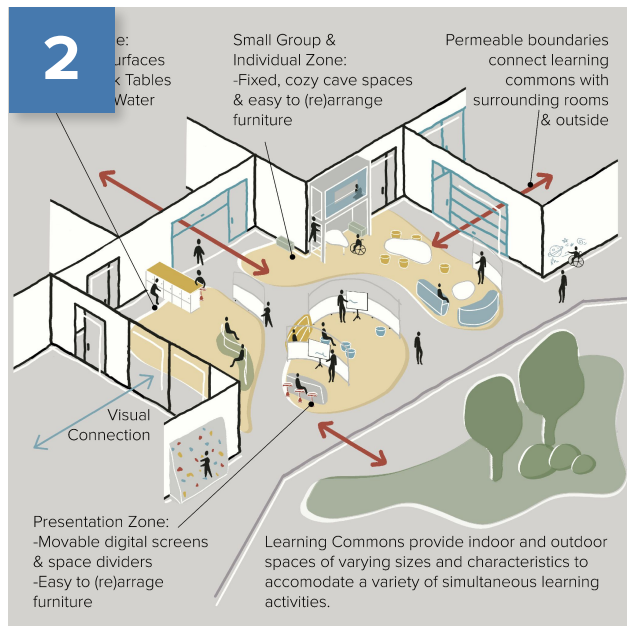 2
e:
urfaces
k Tables
Water
Small Group &
Individual Zone:
-Fixed, cozy cave spaces
& easy to (re)arrange
furniture
Permeable boundaries
connect learning
commons with
surrounding rooms
& outside
Visual
Connection
Presentation Zone:
-Movable digital screens
& space dividers
-Easy to (re)arrage
furniture
Learning Commons provide indoor and outdoor
spaces of varying sizes and characteristics to
accomodate a variety of simultaneous learning
activities.